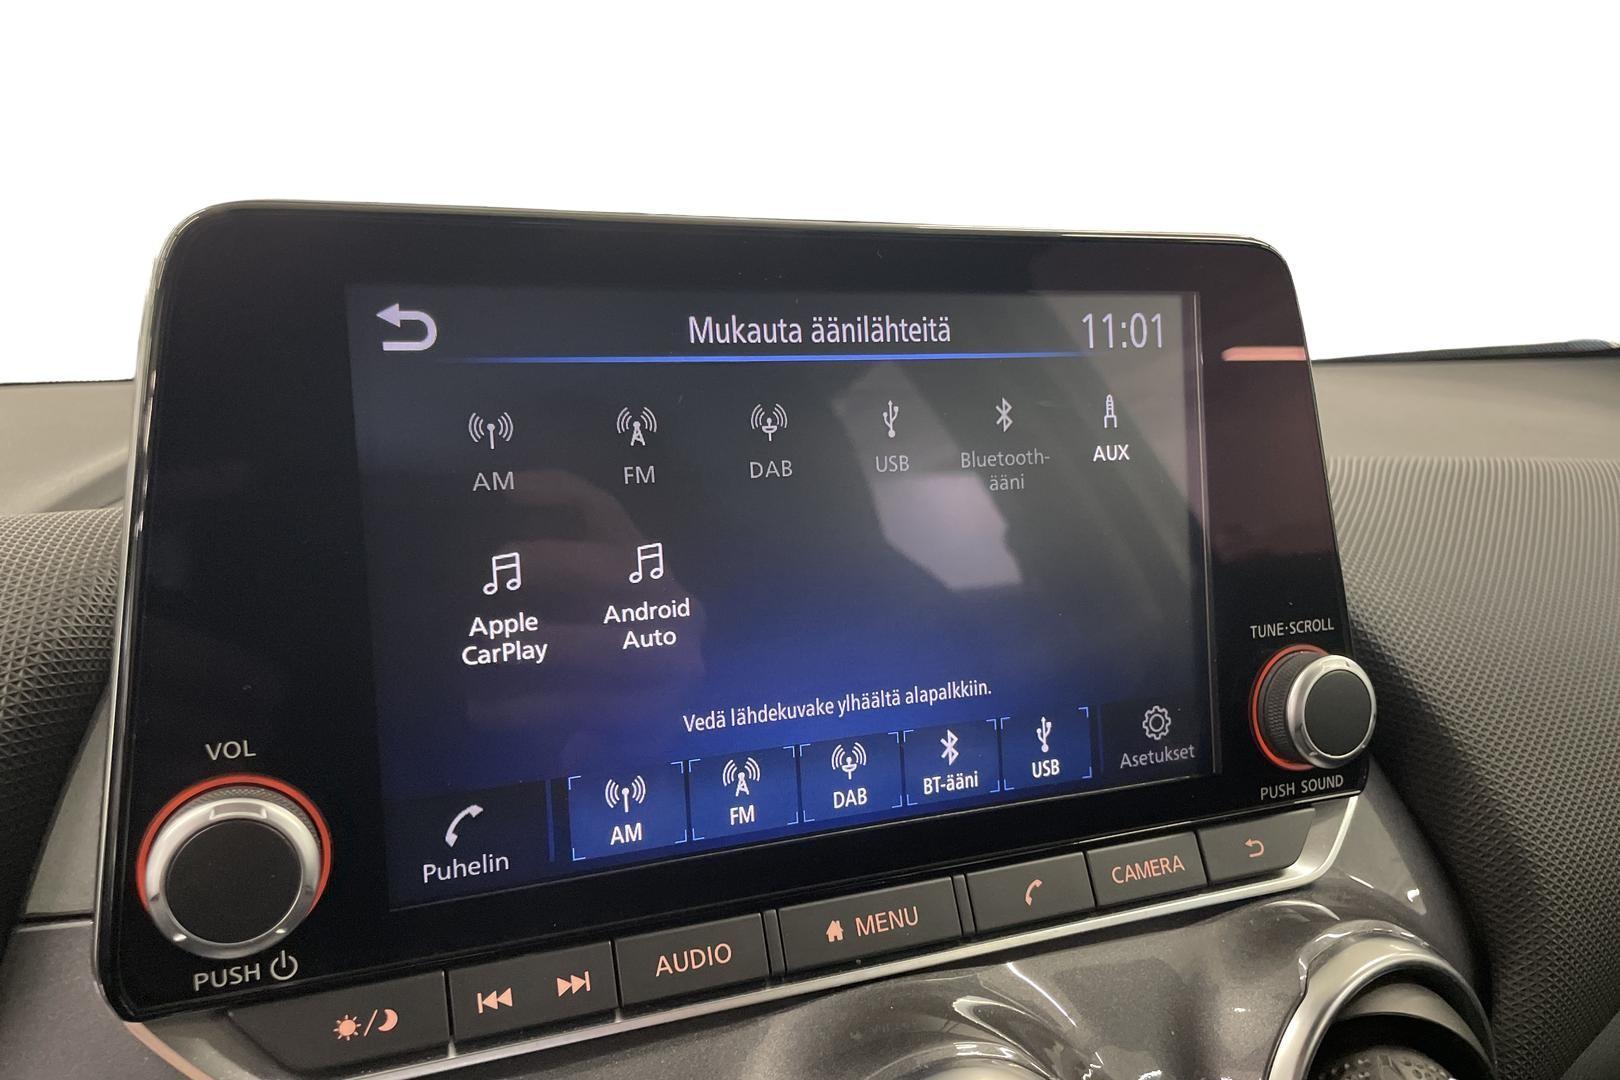 Mukauta äänilähteitä
11:01
AM
FM
DAB
USB
Bluetooth-
ääni
AUX
Apple
CarPlay
Android
Auto
Vedä lähdekuvake ylhäältä alapalkkiin.
Puhelin
AM
FM
DAB
BT-ääni
USB
Asetukset
VOL
PUSH
TUNE·SCROLL
PUSH SOUND
AUDIO
MENU
CAMERA